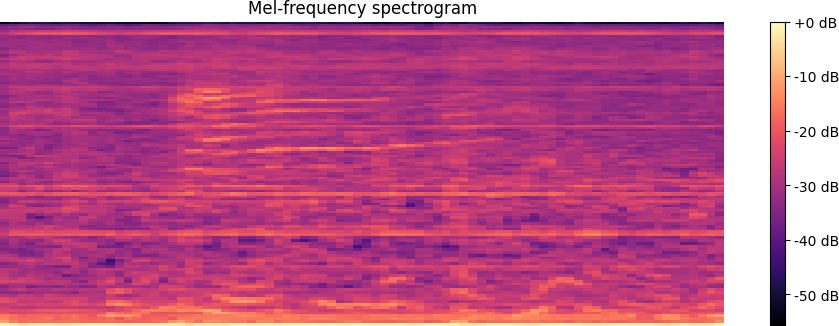 Mel-frequency spectrogram
+0 dB
-10 dB
-20 dB
-30 dB
-40 dB
-50 dB